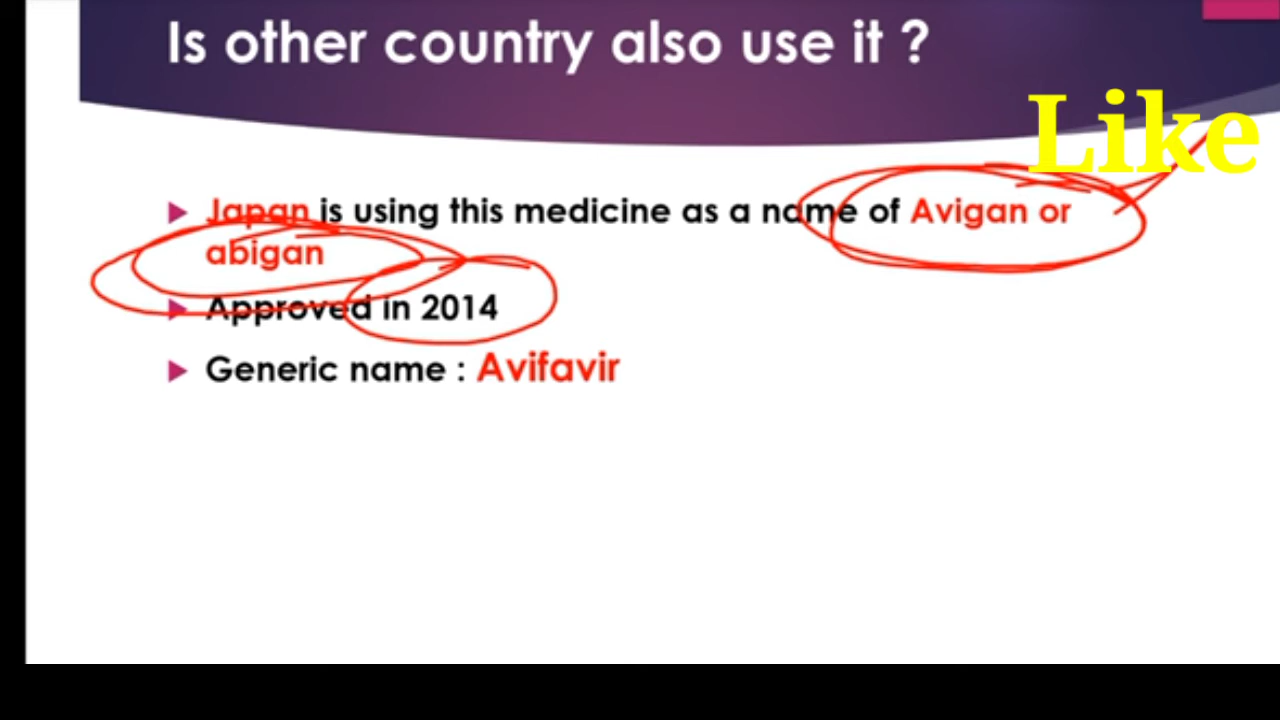 Is other country also use it ?
Like
Japan is using this medicine as a name of Avigan or
abigan
Approved in 2014
Generic name : Avifavir